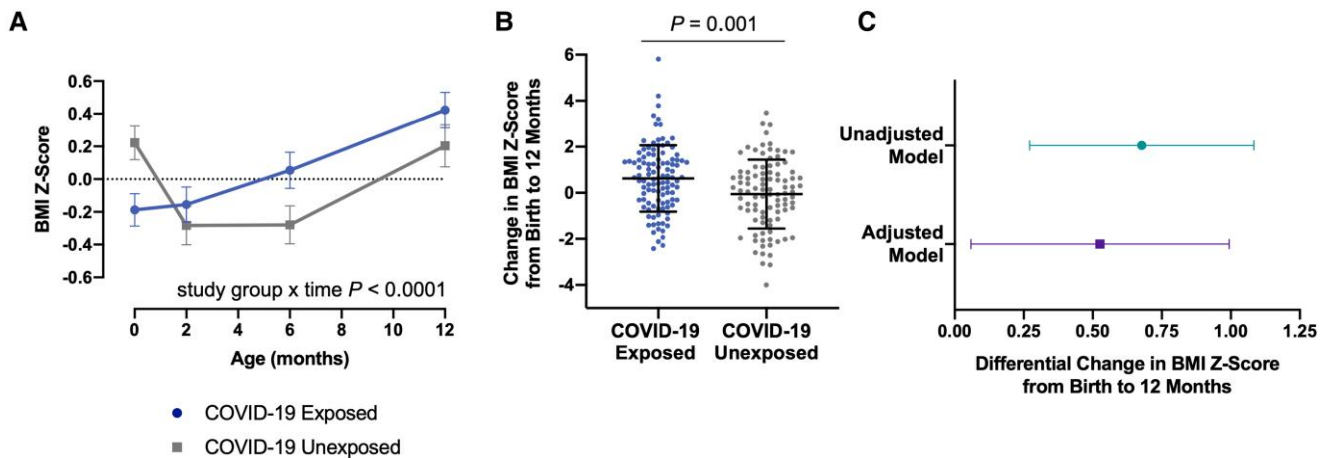 A
BMI Z-Score
0.6
0.4
0.2
0.0
-0.2
-0.4
-0.6
study group x time P < 0.0001
0 2 4 6 8 10 12
Age (months)
COVID-19 Exposed
COVID-19 Unexposed
B
P = 0.001
Change in BMI Z-Score
from Birth to 12 Months
6
4
2
0
-2
-4
COVID-19
Exposed
COVID-19
Unexposed
C
Unadjusted
Model
Adjusted
Model
0.00 0.25 0.50 0.75 1.00 1.25
Differential Change in BMI Z-Score
from Birth to 12 Months